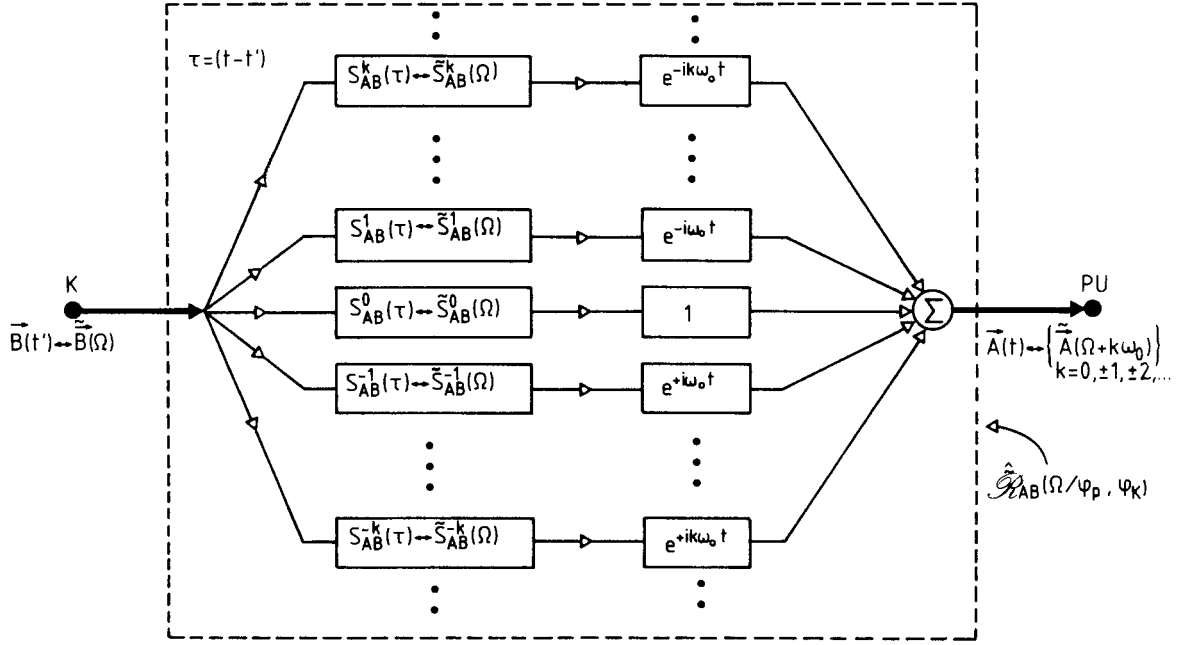 τ=(t-t')
S^k_AB(τ)↔S̃^k_AB(Ω)
e^-ikω₀t
S^1_AB(τ)↔S̃^1_AB(Ω)
e^-iω₀t
K
B⃗(t')↔B̃⃗(Ω)
S^0_AB(τ)↔S̃^0_AB(Ω)
1
Σ
PU
A⃗(t)↔{Ã⃗(Ω+kω₀)}
k=0,±1,±2,...
S^-1_AB(τ)↔S̃^-1_AB(Ω)
e^+iω₀t
ℛ̃̂_AB(Ω/φ_p, φ_K)
S^-k_AB(τ)↔S̃^-k_AB(Ω)
e^+ikω₀t